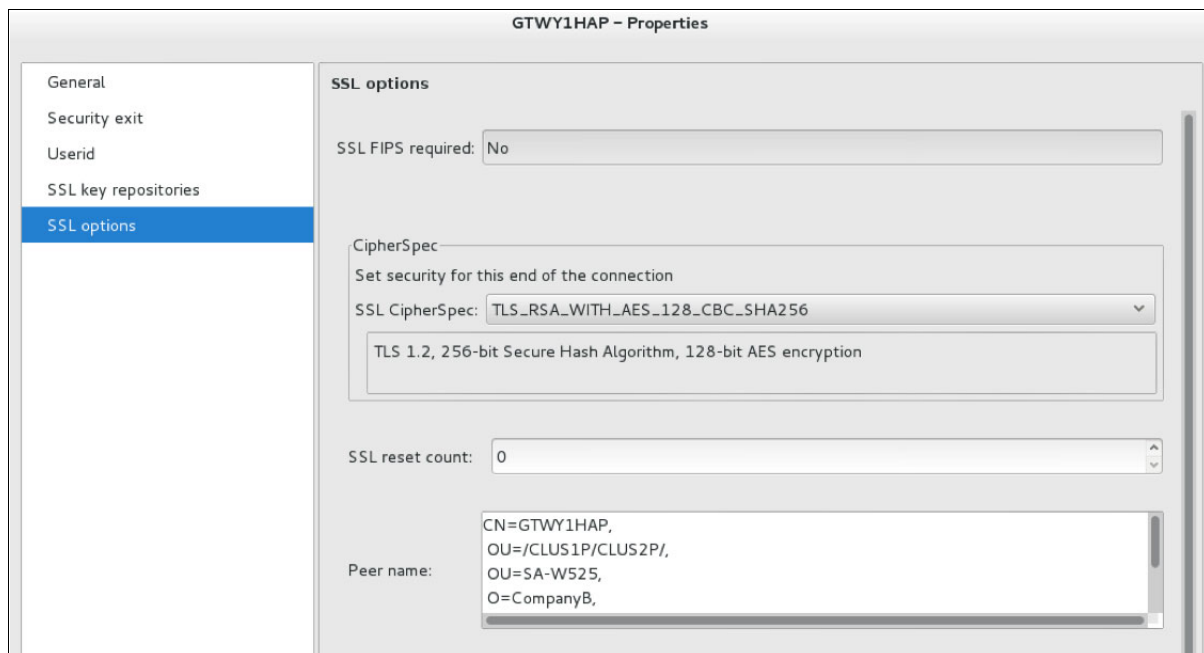 GTWY1HAP – Properties
General
Security exit
Userid
SSL key repositories
SSL options
SSL options
SSL FIPS required: No
CipherSpec
Set security for this end of the connection
SSL CipherSpec: TLS_RSA_WITH_AES_128_CBC_SHA256
TLS 1.2, 256-bit Secure Hash Algorithm, 128-bit AES encryption
SSL reset count: 0
Peer name:
CN=GTWY1HAP,
OU=/CLUS1P/CLUS2P/,
OU=SA-W525,
O=CompanyB,